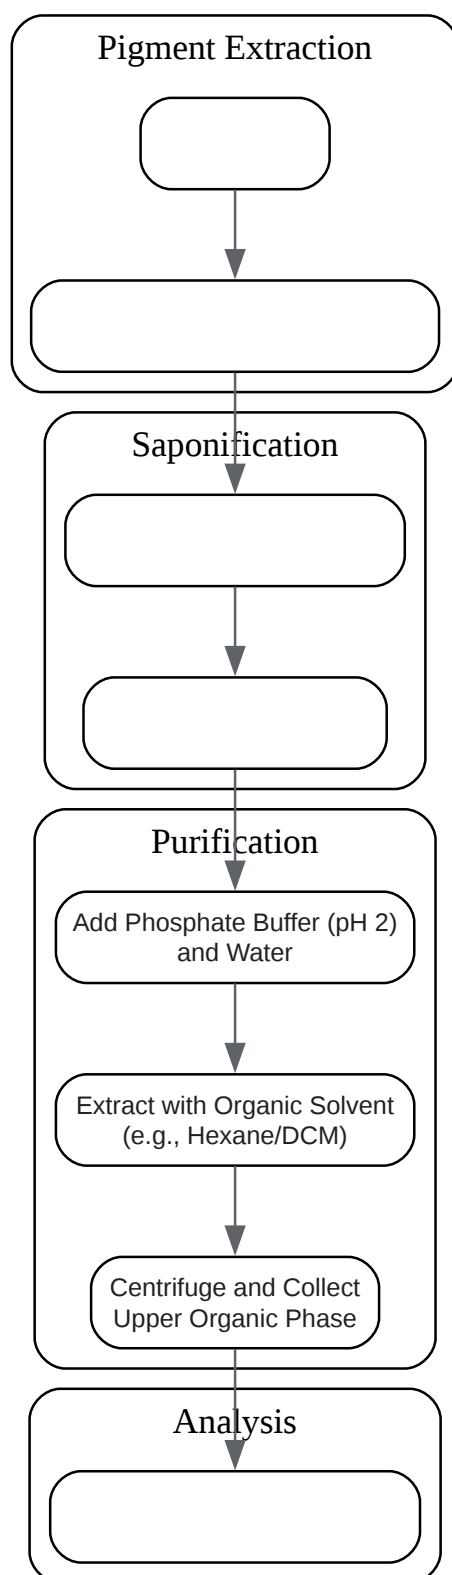 Pigment Extraction
Saponification
Purification
Add Phosphate Buffer (pH 2)
and Water
Extract with Organic Solvent
(e.g., Hexane/DCM)
Centrifuge and Collect
Upper Organic Phase
Analysis